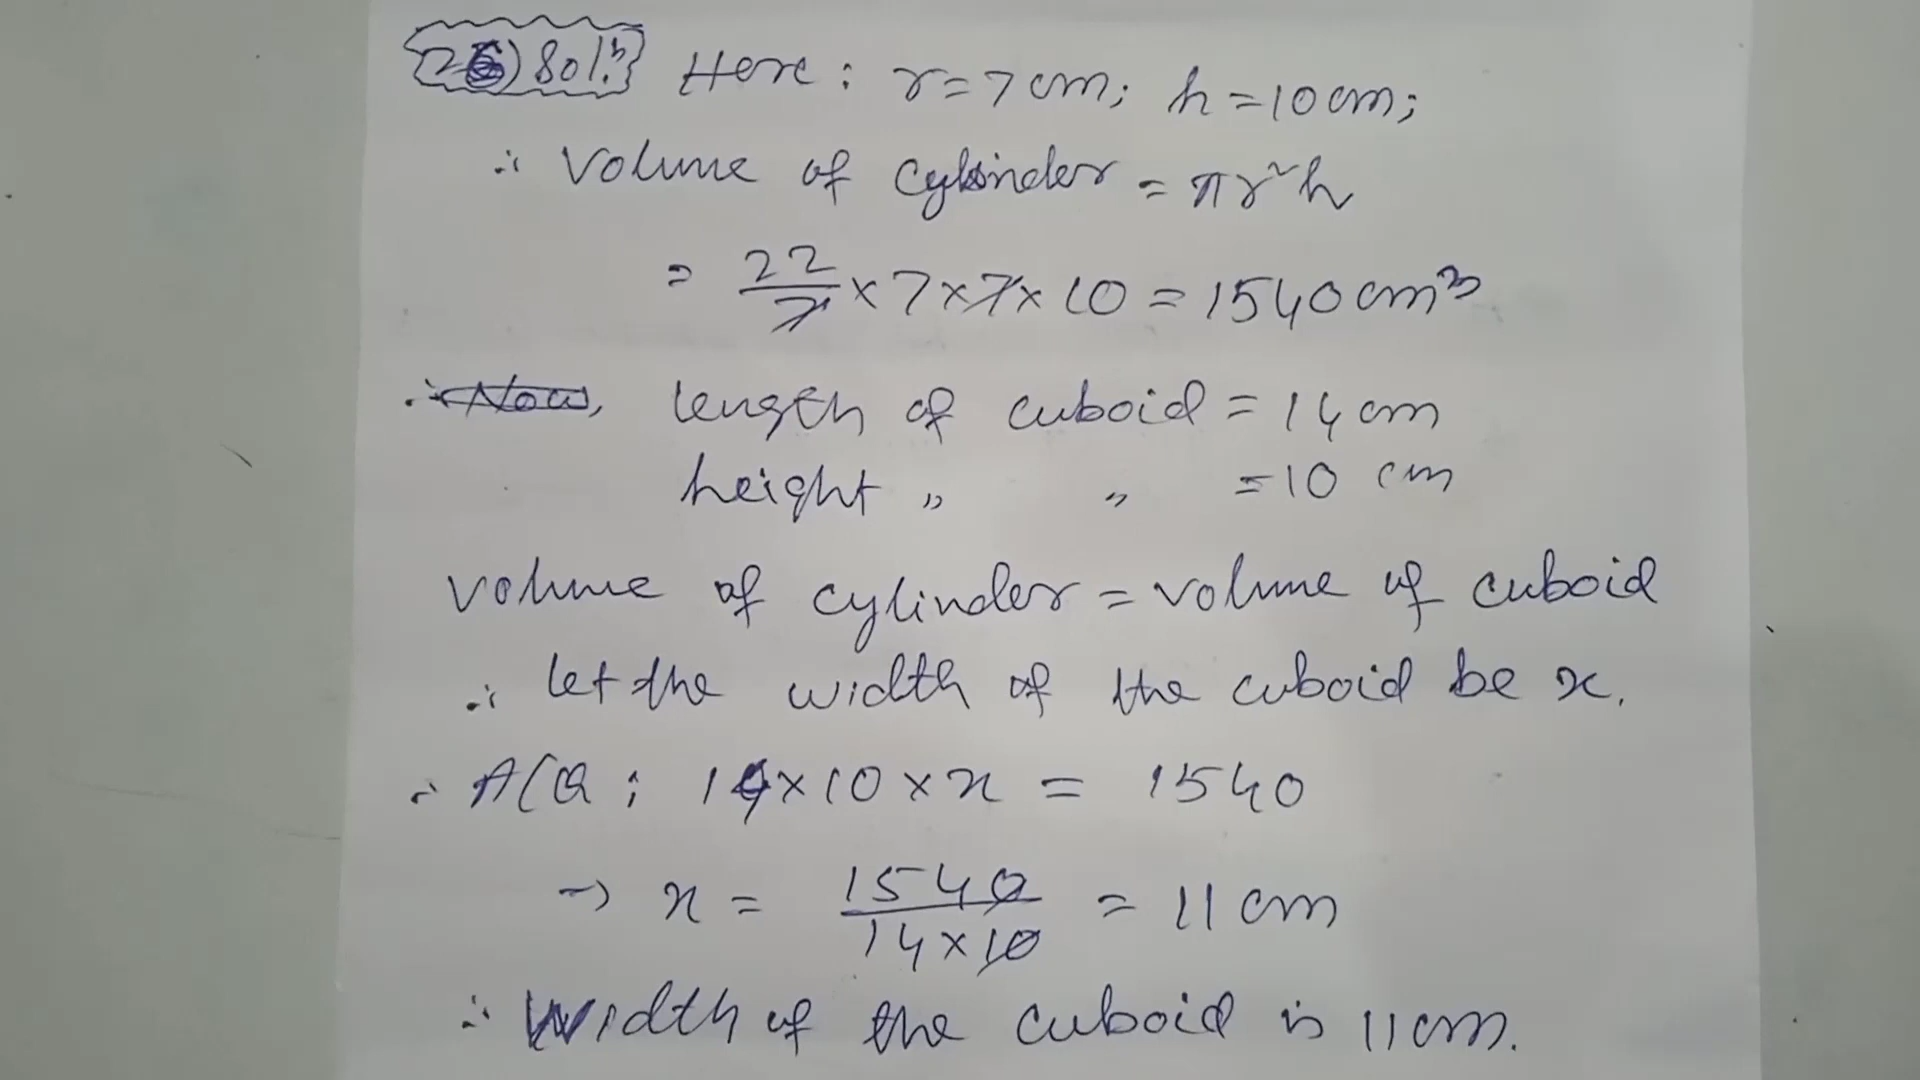 26) Solⁿ. Here : r = 7 cm; h = 10 cm;
∴ Volume of cylinder = πr²h
= 22/7 × 7 × 7 × 10 = 1540 cm³
∴ Now, length of cuboid = 14 cm
height " " = 10 cm
volume of cylinder = volume of cuboid
∴ let the width of the cuboid be x.
∴ A/Q ; 14 × 10 × x = 1540
→ x = 1540/14 × 10 = 11 cm
∴ Width of the cuboid is 11 cm.